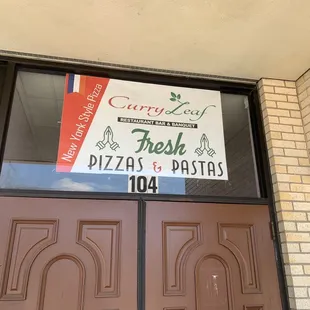 New York Style Pizza
Curry Leaf
RESTAURANT BAR & BANQUET
Fresh
PIZZAS & PASTAS
104